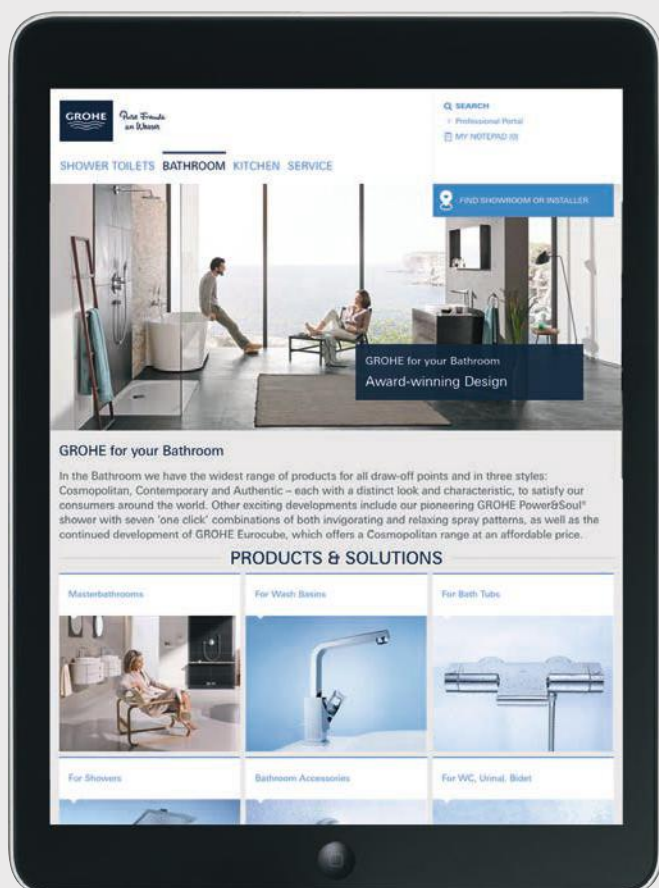 GROHE
Pure Freude
an Wasser
SEARCH
Professional Portal
MY NOTEPAD (0)
SHOWER TOILETS BATHROOM KITCHEN SERVICE
FIND SHOWROOM OR INSTALLER
GROHE for your Bathroom
Award-winning Design
GROHE for your Bathroom
In the Bathroom we have the widest range of products for all draw-off points and in three styles:
Cosmopolitan, Contemporary and Authentic – each with a distinct look and characteristic, to satisfy our
consumers around the world. Other exciting developments include our pioneering GROHE Power&Soul®
shower with seven 'one click' combinations of both invigorating and relaxing spray patterns, as well as the
continued development of GROHE Eurocube, which offers a Cosmopolitan range at an affordable price.
PRODUCTS & SOLUTIONS
Masterbathrooms For Wash Basins For Bath Tubs
For Showers Bathroom Accessories For WC, Urinal, Bidet